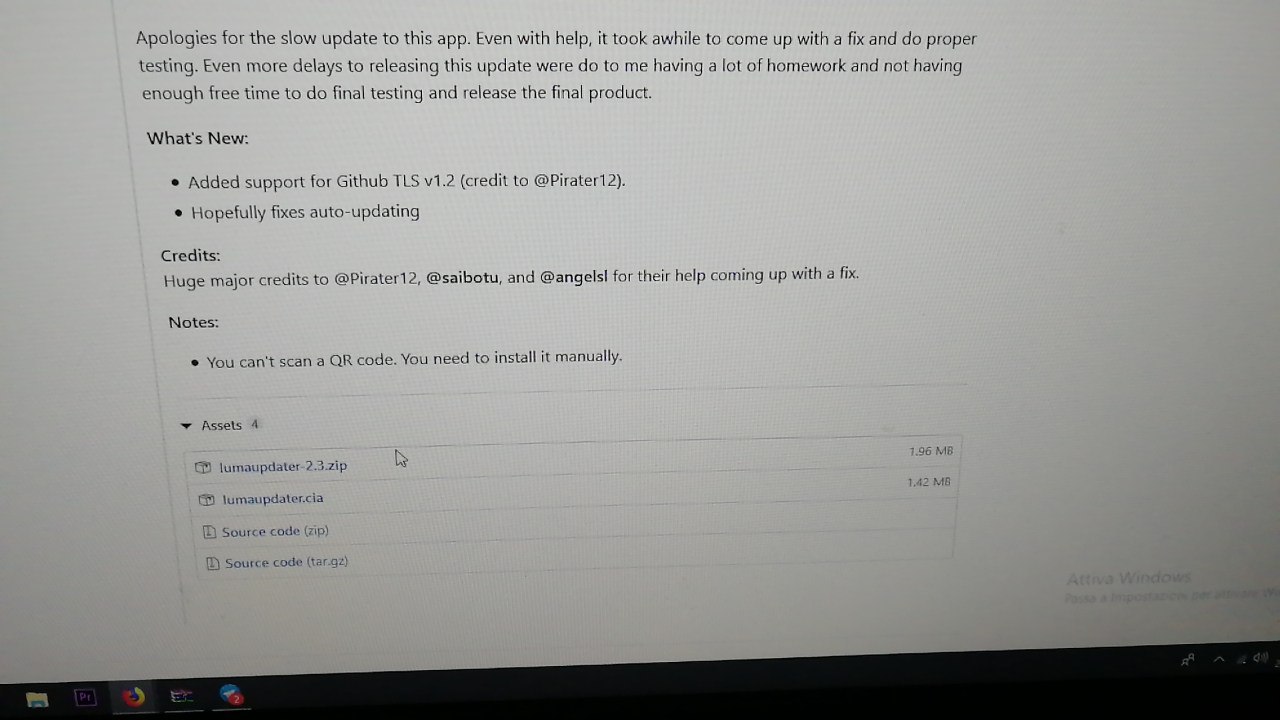 Apologies for the slow update to this app. Even with help, it took awhile to come up with a fix and do proper
testing. Even more delays to releasing this update were do to me having a lot of homework and not having
enough free time to do final testing and release the final product.
What's New:
• Added support for Github TLS v1.2 (credit to @Pirater12).
• Hopefully fixes auto-updating
Credits:
Huge major credits to @Pirater12, @saibotu, and @angelsl for their help coming up with a fix.
Notes:
• You can't scan a QR code. You need to install it manually.
Assets 4
lumaupdater-2.3.zip 1.96 MB
lumaupdater.cia 1.42 MB
Source code (zip)
Source code (tar.gz)
Attiva Windows
Passa a Impostazioni per attivare
Pr
2